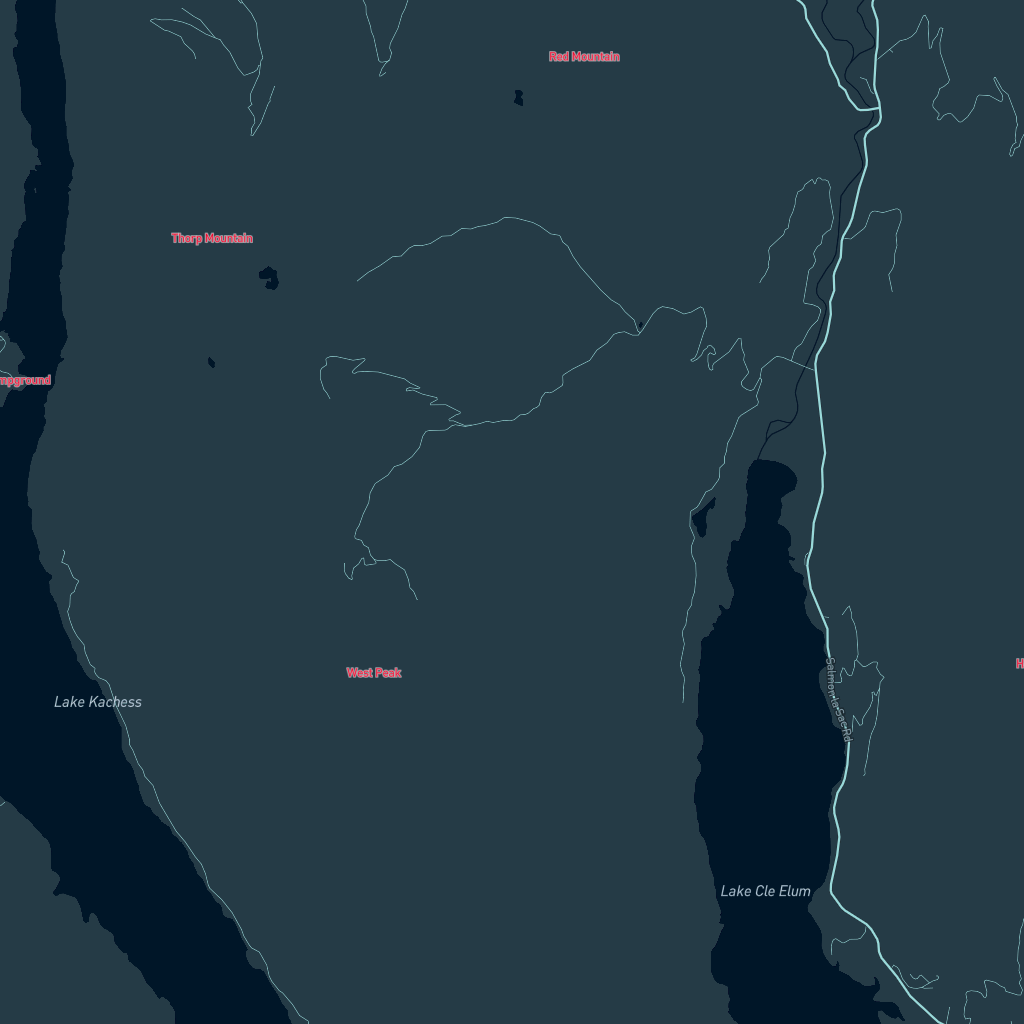 Red Mountain
Thorp Mountain
mpground
West Peak
H
Salmon la Sac Rd
Lake Kachess
Lake Cle Elum